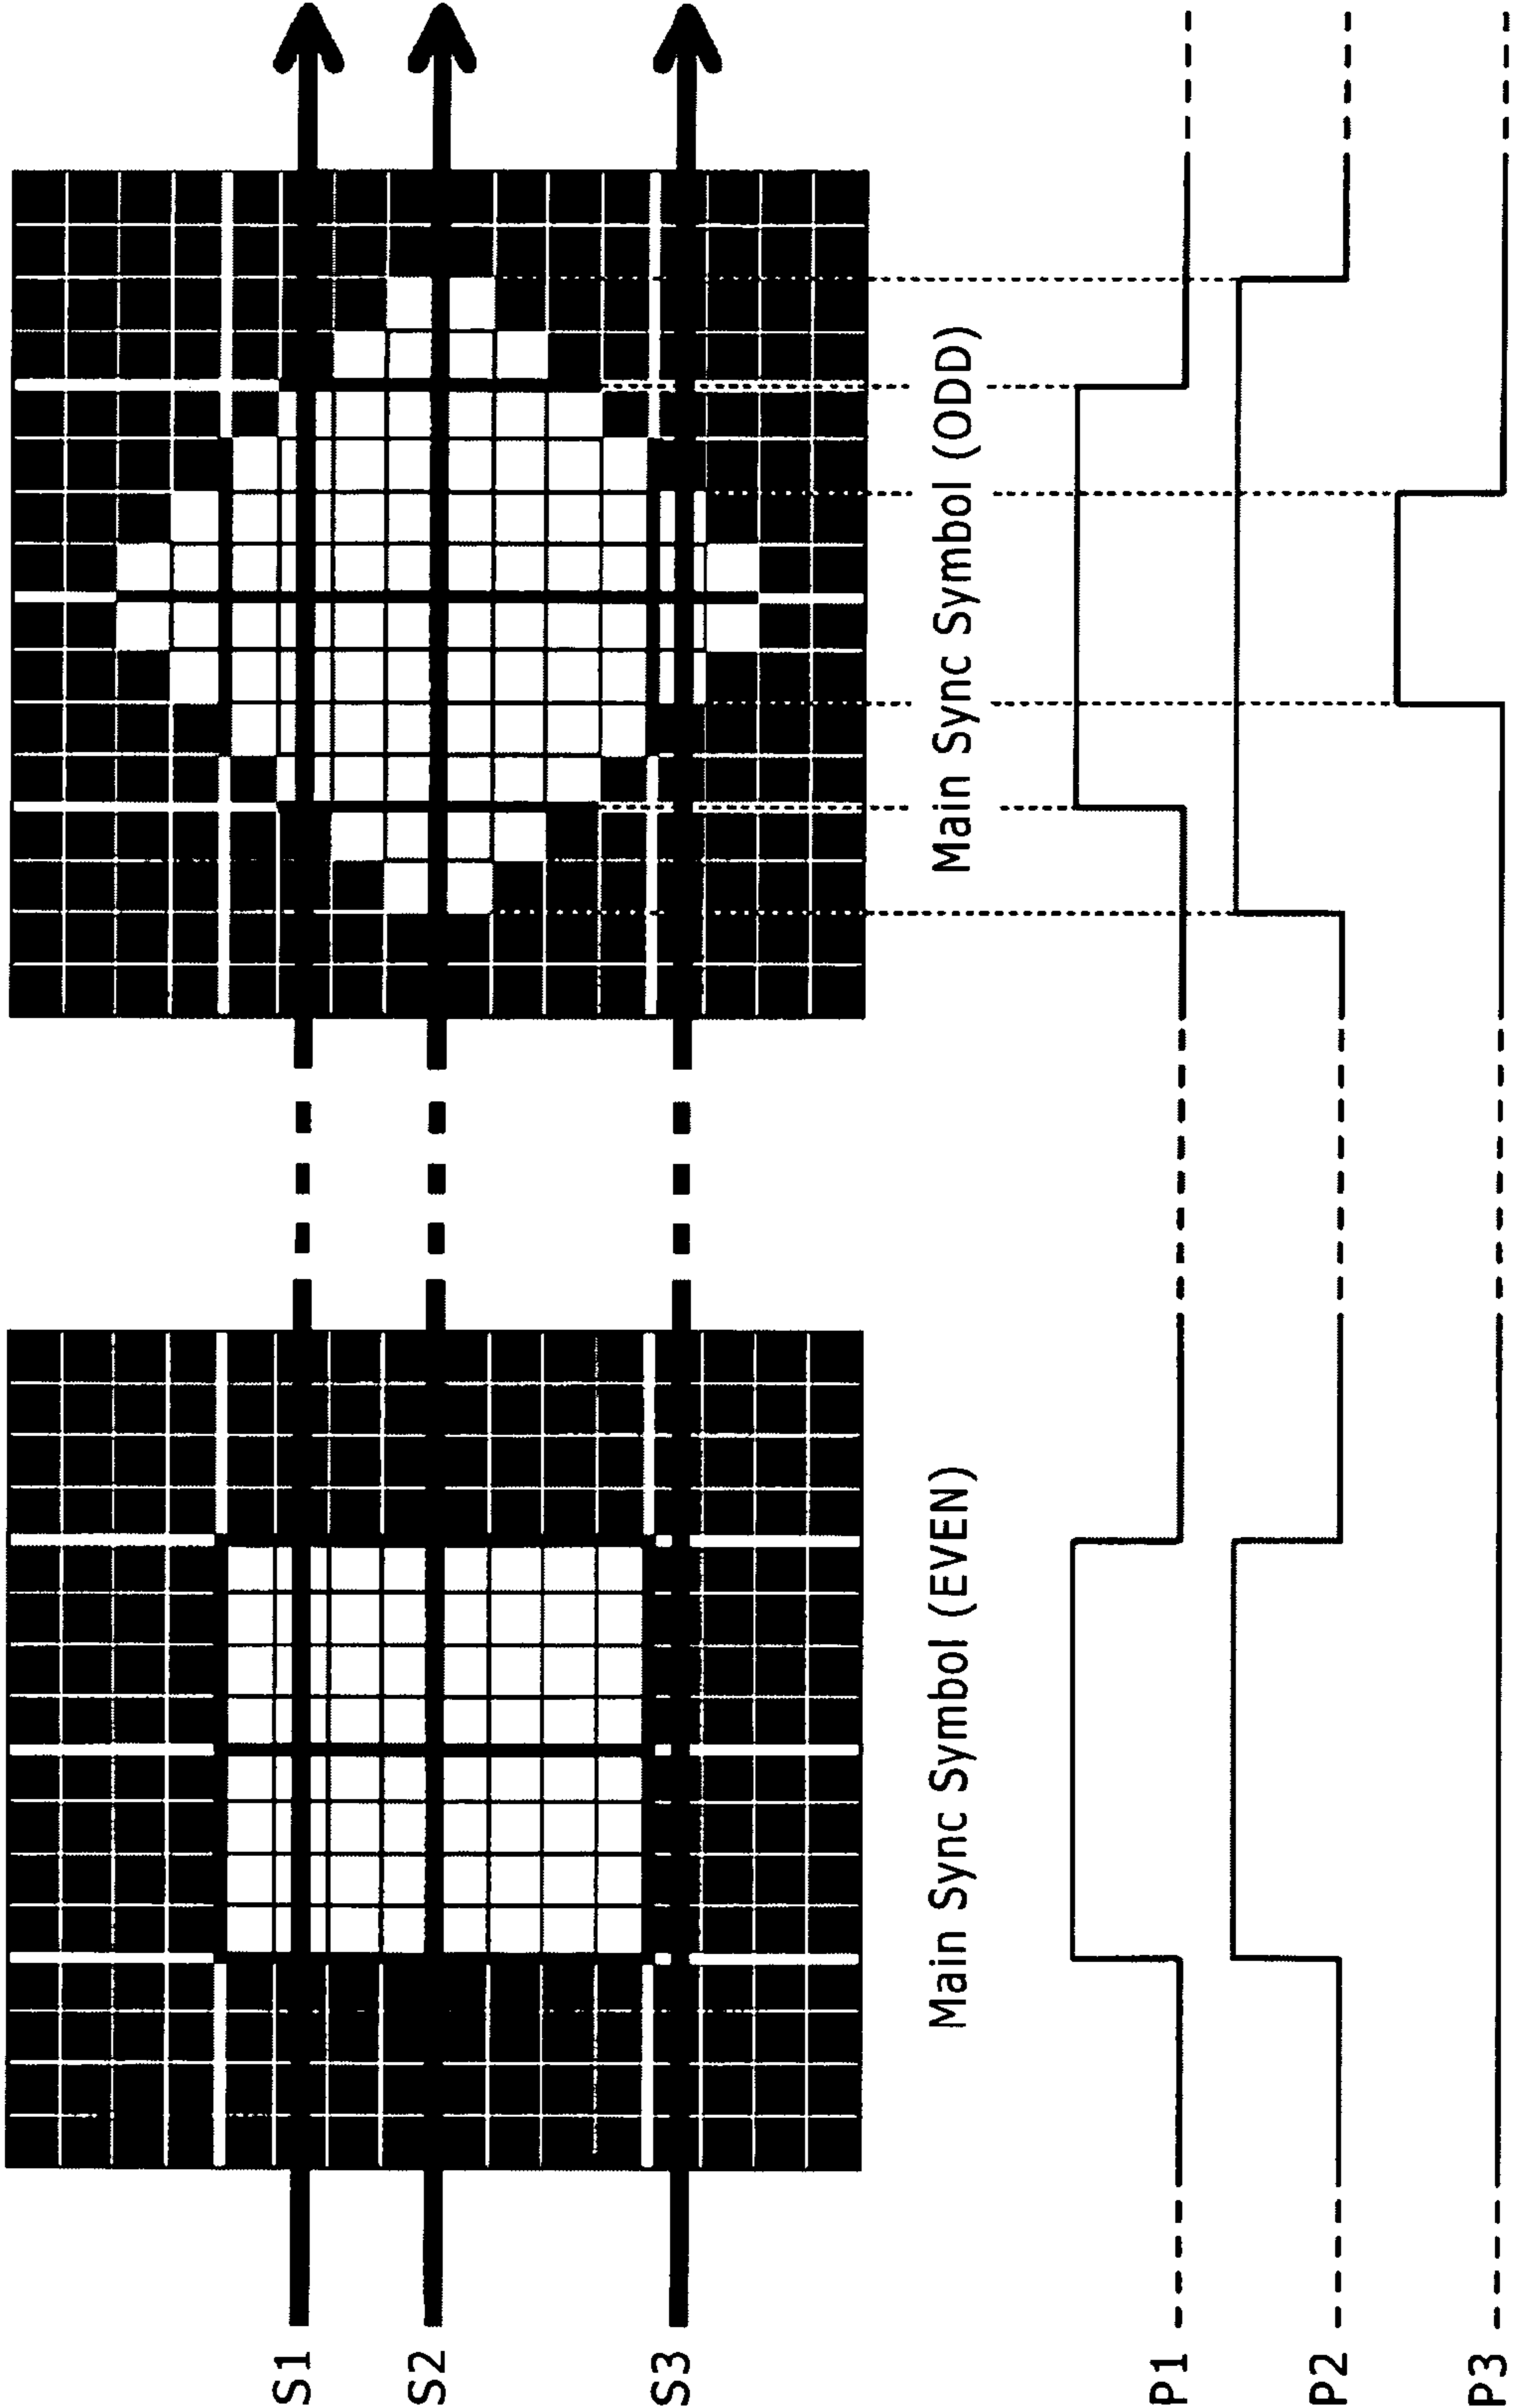 S1
S2
S3
Main Sync Symbol (EVEN)
Main Sync Symbol (ODD)
P1
P2
P3